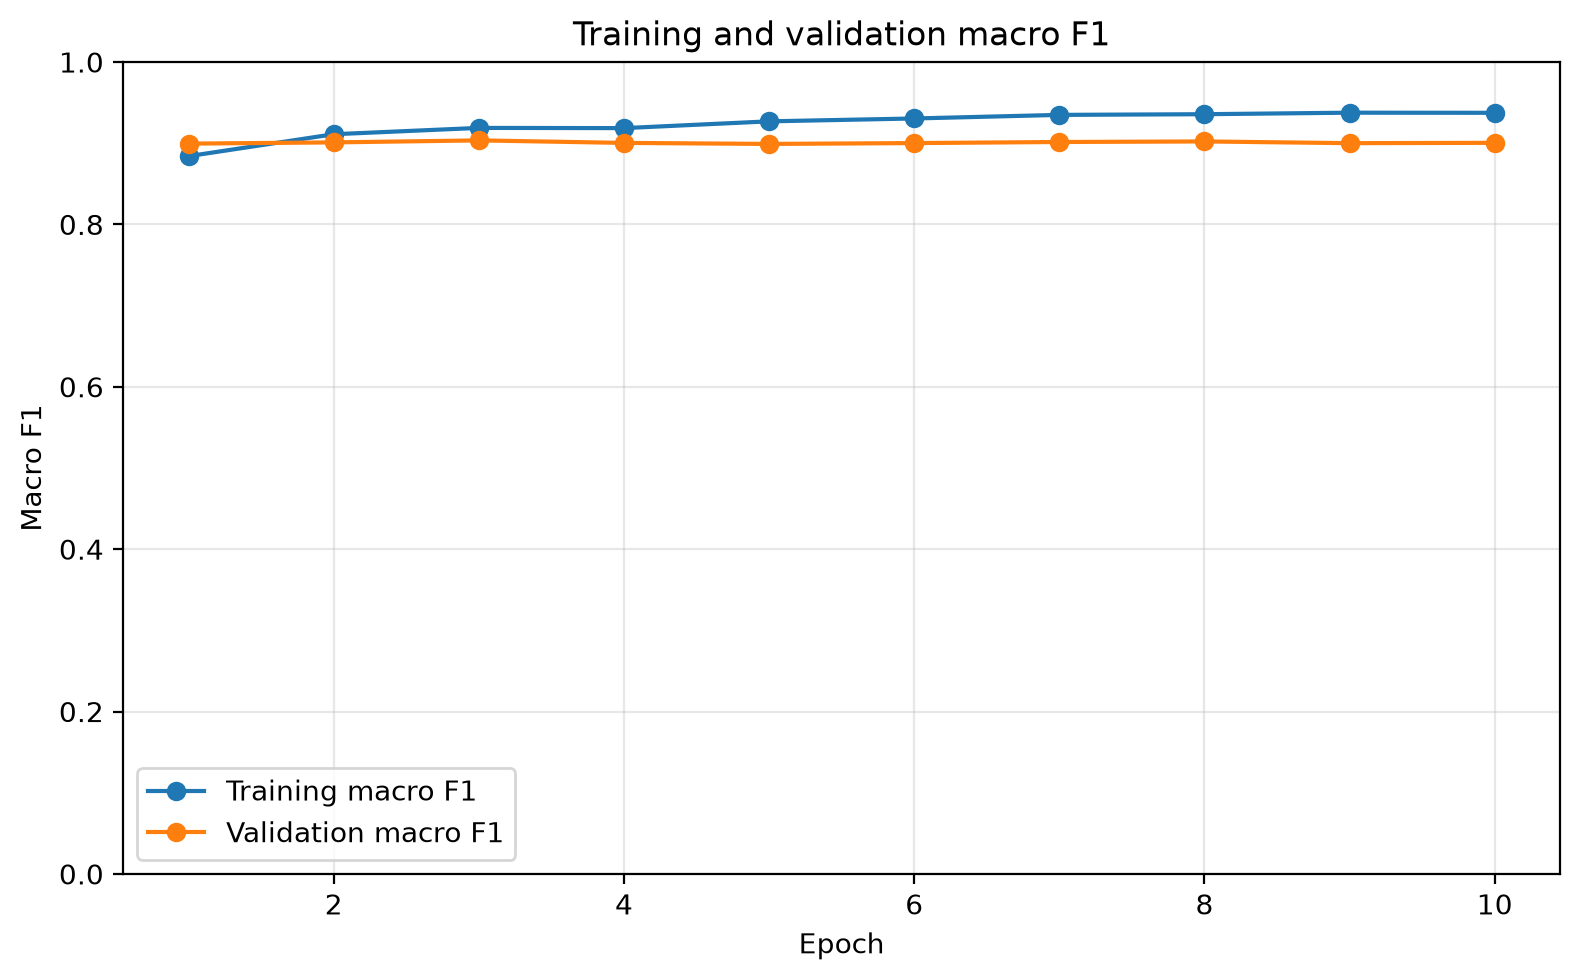 Training and validation macro F1
1.0
0.8
0.6
0.4
0.2
0.0
Macro F1
Training macro F1
Validation macro F1
2 4 6 8 10
Epoch